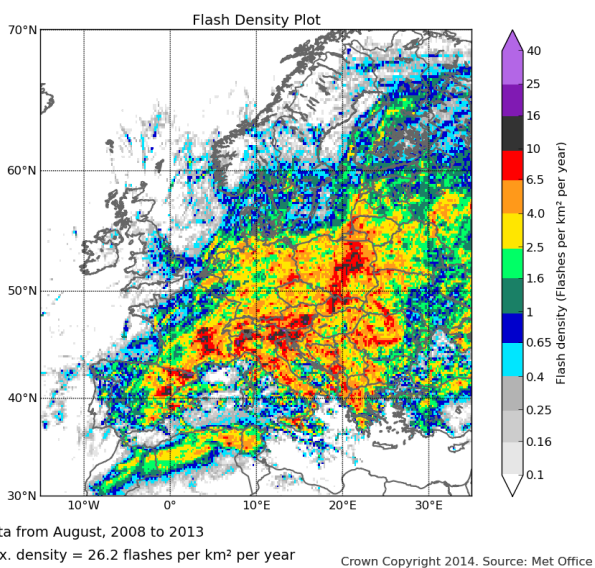 Flash Density Plot
70°N
60°N
50°N
40°N
30°N
10°W
0°
10°E
20°E
30°E
40
25
16
10
6.5
4.0
2.5
1.6
1
0.65
0.4
0.25
0.16
0.1
Flash density (Flashes per km² per year)
ta from August, 2008 to 2013
x. density = 26.2 flashes per km² per year
Crown Copyright 2014. Source: Met Office